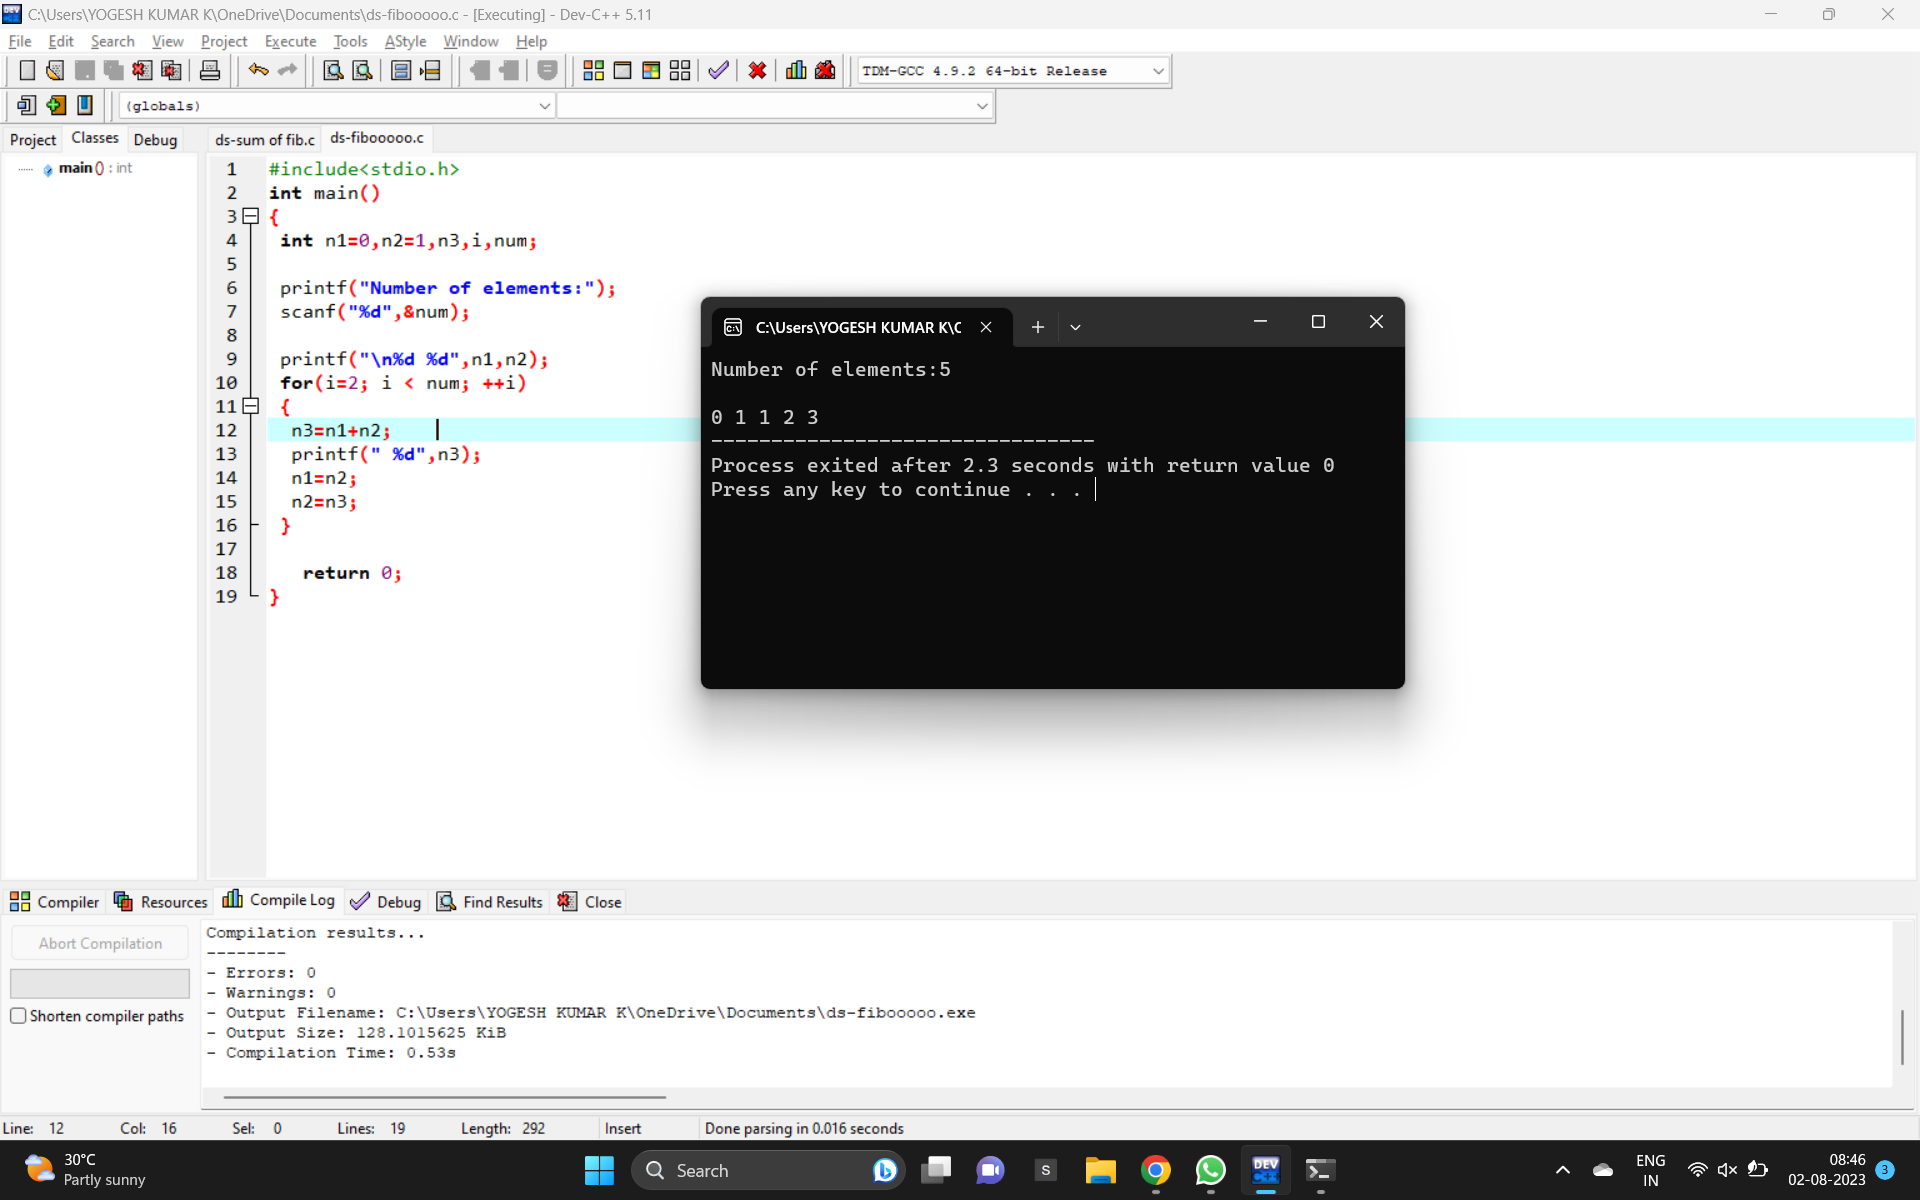 C:\Users\YOGESH KUMAR K\OneDrive\Documents\ds-fibooooo.c - [Executing] - Dev-C++ 5.11
File Edit Search View Project Execute Tools AStyle Window Help
TDM-GCC 4.9.2 64-bit Release
(globals)
Project Classes Debug
ds-sum of fib.c ds-fibooooo.c
main () : int
1 #include<stdio.h>
2 int main()
3 {
4 int n1=0,n2=1,n3,i,num;
5
6 printf("Number of elements:");
7 scanf("%d",&num);
8
9 printf("\n%d %d",n1,n2);
10 for(i=2; i < num; ++i)
11 {
12 n3=n1+n2;
13 printf(" %d",n3);
14 n1=n2;
15 n2=n3;
16 }
17
18 return 0;
19 }
C:\Users\YOGESH KUMAR K\C
Number of elements:5
0 1 1 2 3
--------------------------------
Process exited after 2.3 seconds with return value 0
Press any key to continue . . .
Compiler Resources Compile Log Debug Find Results Close
Abort Compilation
Shorten compiler paths
Compilation results...
--------
- Errors: 0
- Warnings: 0
- Output Filename: C:\Users\YOGESH KUMAR K\OneDrive\Documents\ds-fibooooo.exe
- Output Size: 128.1015625 KiB
- Compilation Time: 0.53s
Line: 12 Col: 16 Sel: 0 Lines: 19 Length: 292 Insert Done parsing in 0.016 seconds
30°C
Partly sunny
Search
S
DEV
C++
ENG
IN
08:46
02-08-2023
3